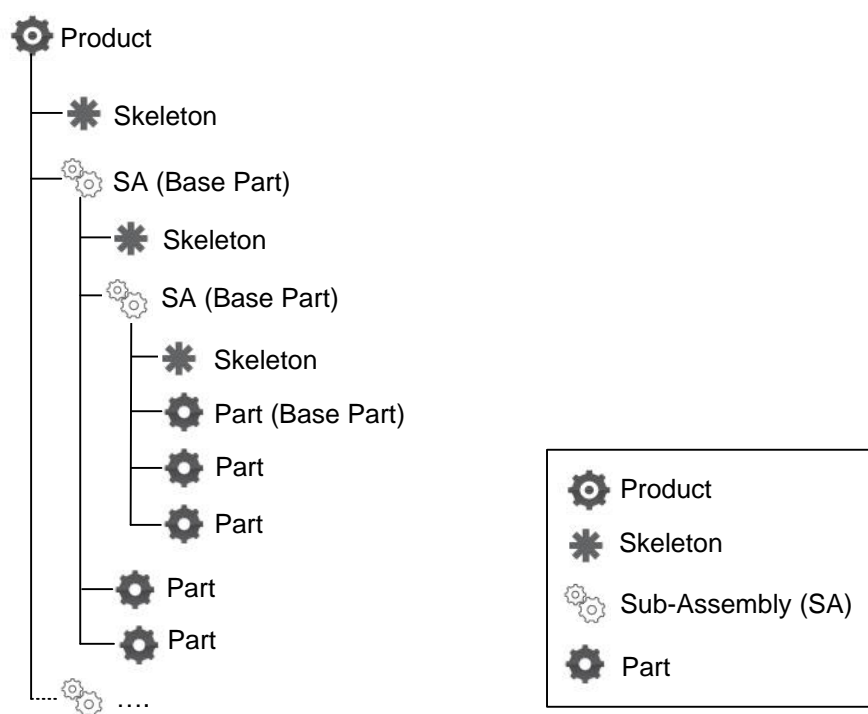 Product
Skeleton
SA (Base Part)
Skeleton
SA (Base Part)
Skeleton
Part (Base Part)
Part
Part
Part
Part
....
Product
Skeleton
Sub-Assembly (SA)
Part